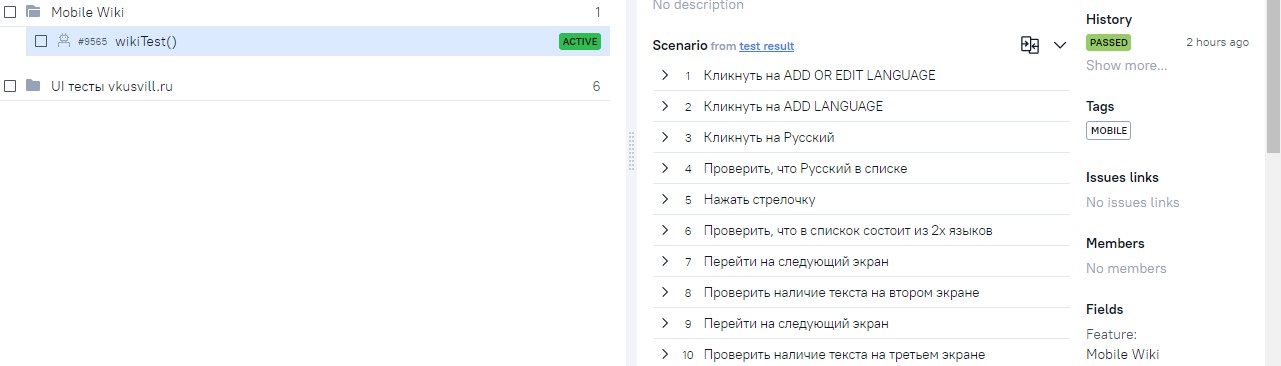 Mobile Wiki 1
#9565 wikiTest() ACTIVE
UI тесты vkusvill.ru 6
No description
Scenario from test result
1 Кликнуть на ADD OR EDIT LANGUAGE
2 Кликнуть на ADD LANGUAGE
3 Кликнуть на Русский
4 Проверить, что Русский в списке
5 Нажать стрелочку
6 Проверить, что в спискок состоит из 2х языков
7 Перейти на следующий экран
8 Проверить наличие текста на втором экране
9 Перейти на следующий экран
10 Проверить наличие текста на третьем экране
History
PASSED 2 hours ago
Show more...
Tags
MOBILE
Issues links
No issues links
Members
No members
Fields
Feature:
Mobile Wiki